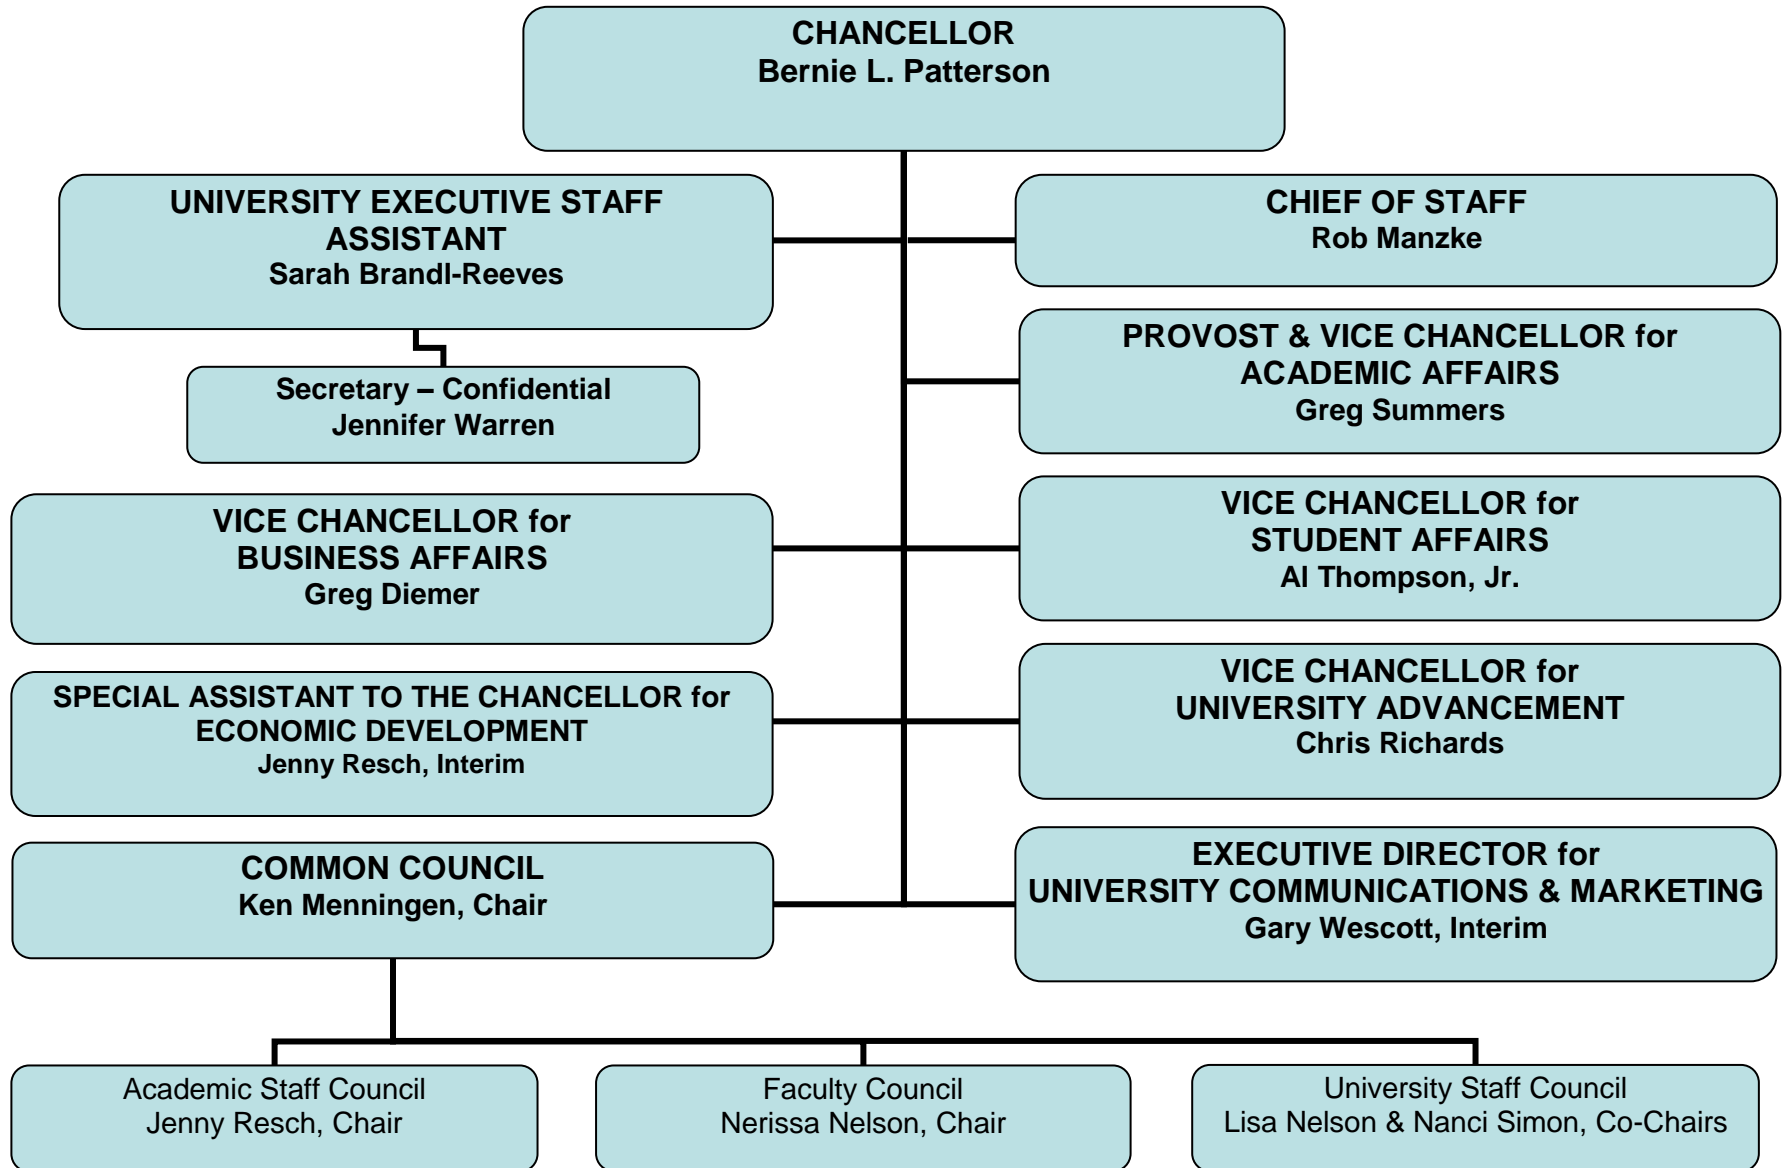 CHANCELLOR
Bernie L. Patterson
UNIVERSITY EXECUTIVE STAFF
ASSISTANT
Sarah Brandl-Reeves
CHIEF OF STAFF
Rob Manzke
Secretary – Confidential
Jennifer Warren
PROVOST & VICE CHANCELLOR for
ACADEMIC AFFAIRS
Greg Summers
VICE CHANCELLOR for
BUSINESS AFFAIRS
Greg Diemer
VICE CHANCELLOR for
STUDENT AFFAIRS
Al Thompson, Jr.
SPECIAL ASSISTANT TO THE CHANCELLOR for
ECONOMIC DEVELOPMENT
Jenny Resch, Interim
VICE CHANCELLOR for
UNIVERSITY ADVANCEMENT
Chris Richards
COMMON COUNCIL
Ken Menningen, Chair
EXECUTIVE DIRECTOR for
UNIVERSITY COMMUNICATIONS & MARKETING
Gary Wescott, Interim
Academic Staff Council
Jenny Resch, Chair
Faculty Council
Nerissa Nelson, Chair
University Staff Council
Lisa Nelson & Nanci Simon, Co-Chairs